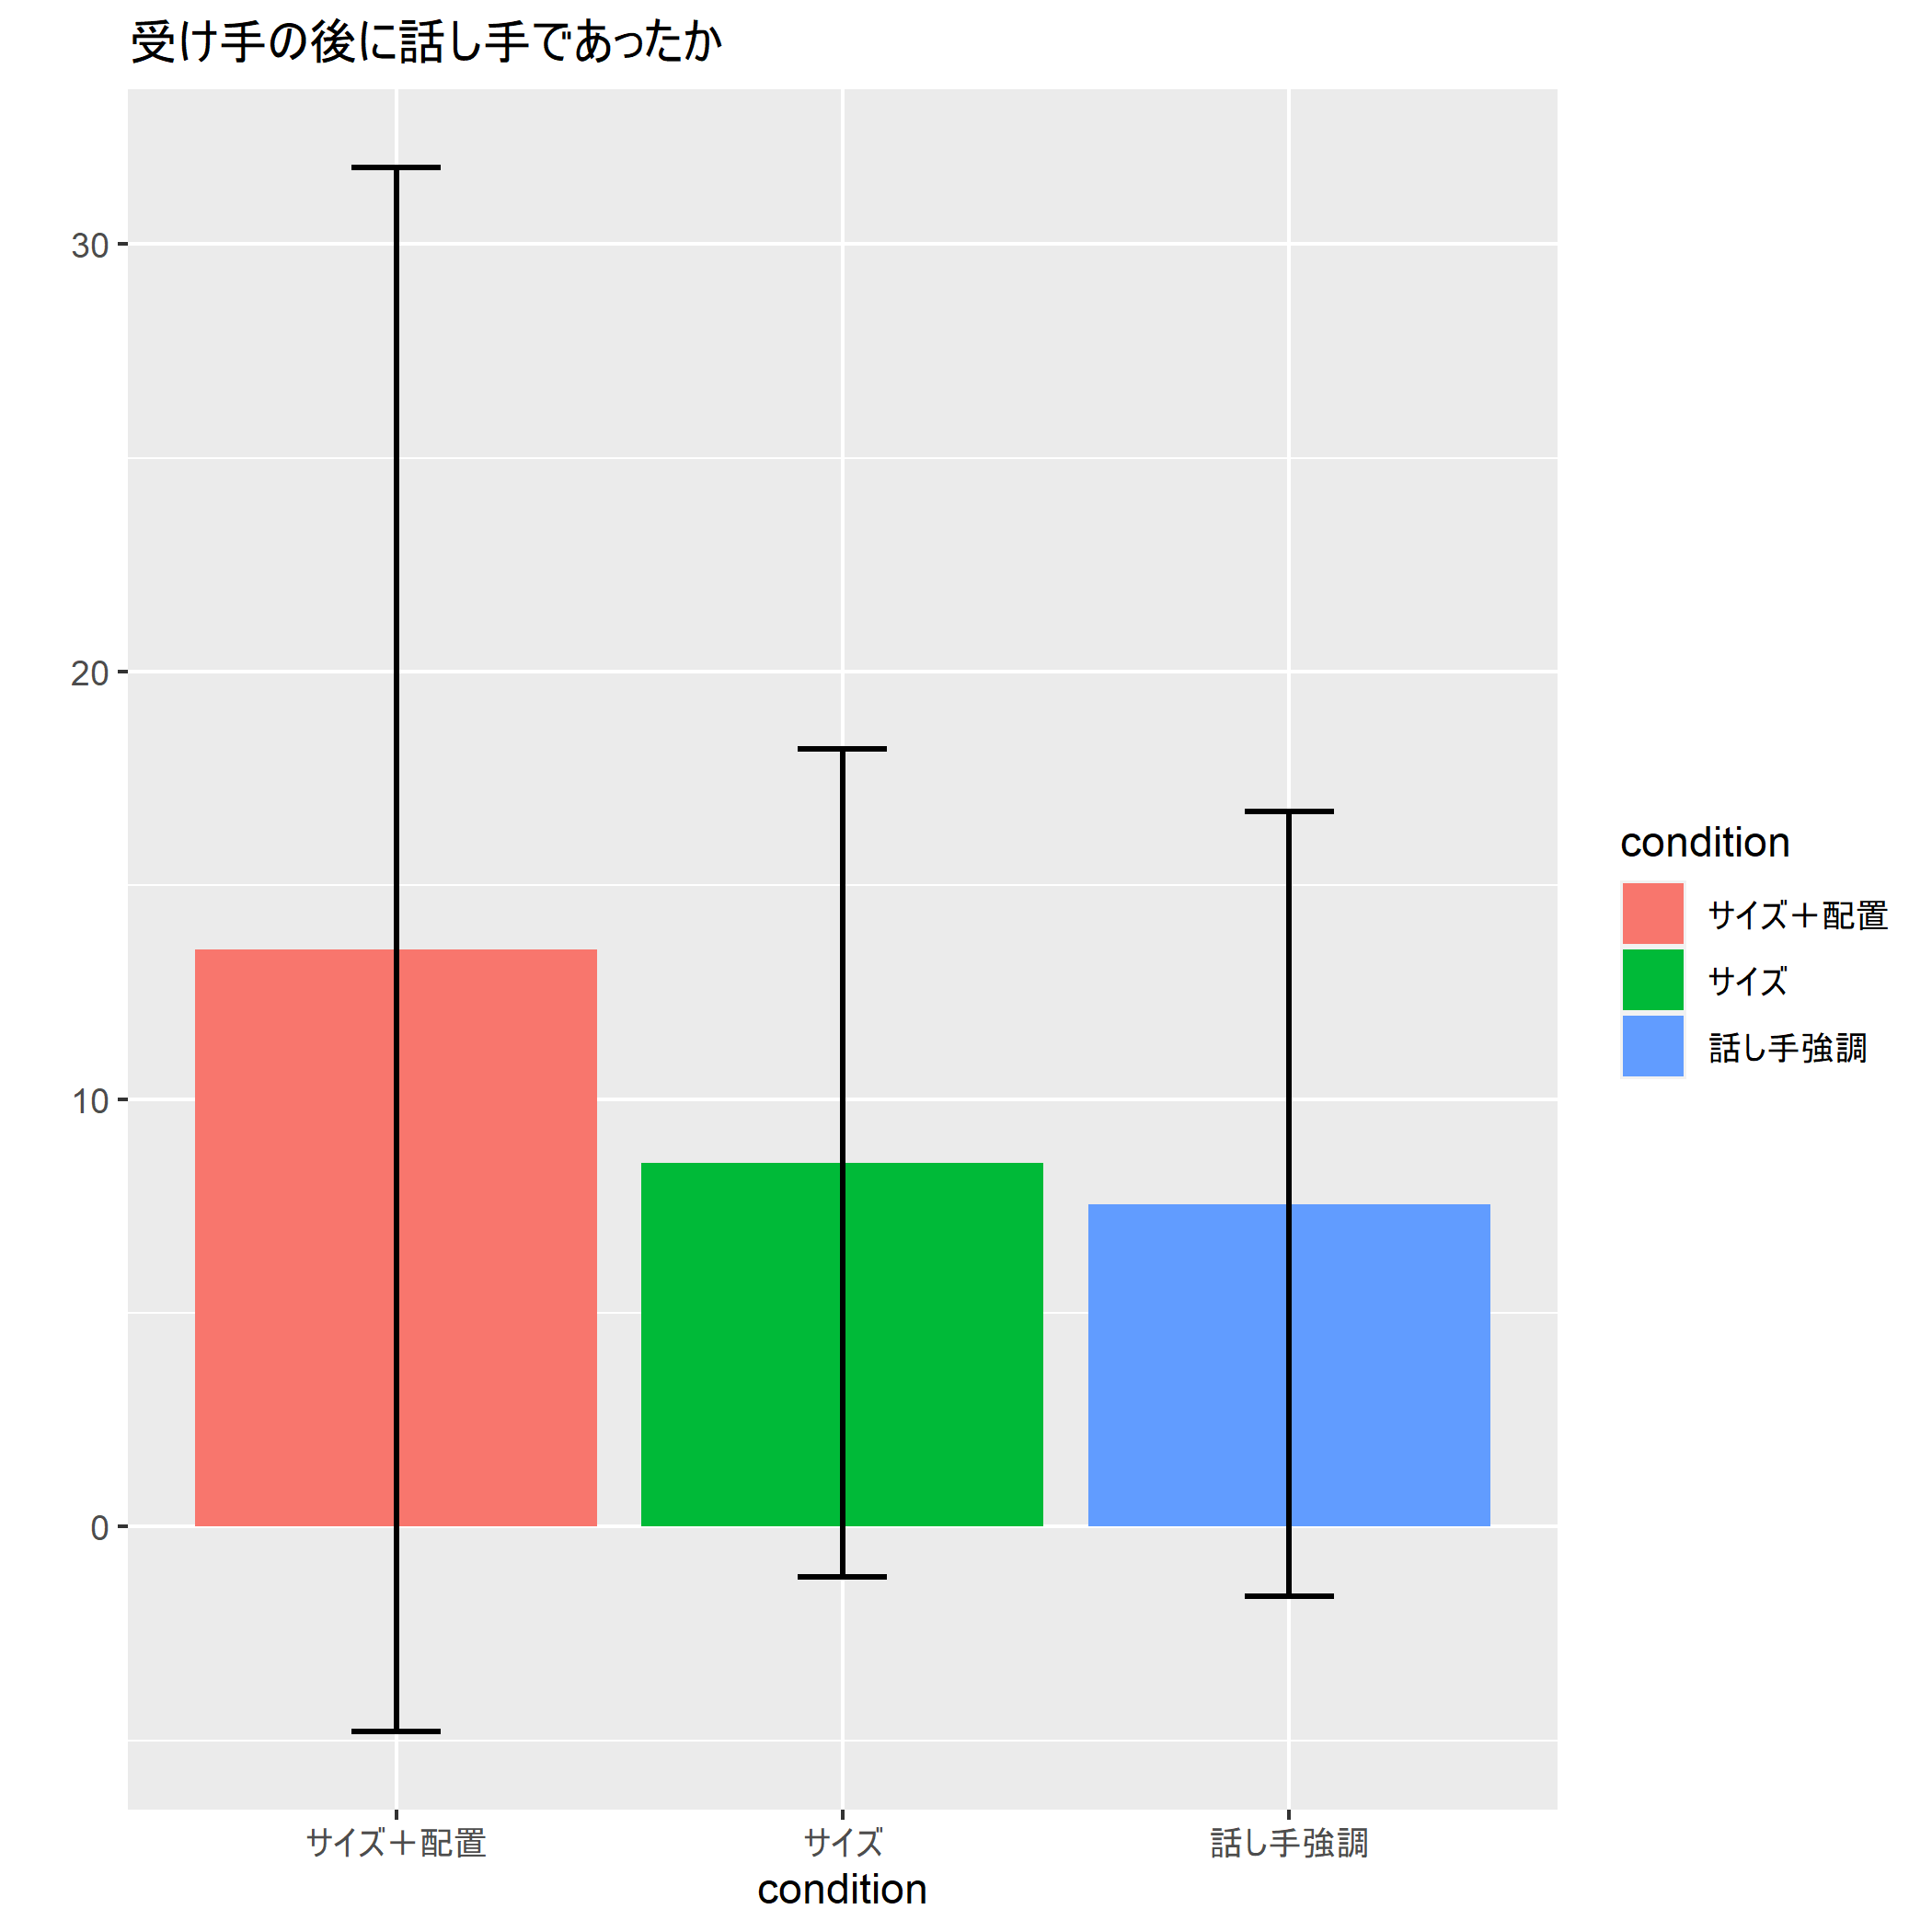 受け手の後に話し手であったか
30
20
10
0
サイズ＋配置
サイズ
話し手強調
condition
condition
サイズ＋配置
サイズ
話し手強調